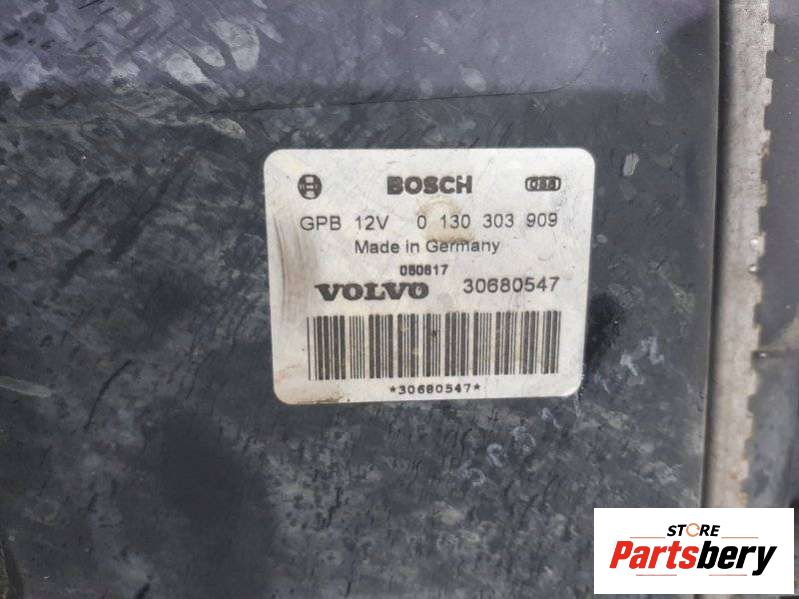 BOSCH
GPB 12V 0 130 303 909
Made in Germany
050617
VOLVO 30680547
*30680547*
STORE
Partsbery